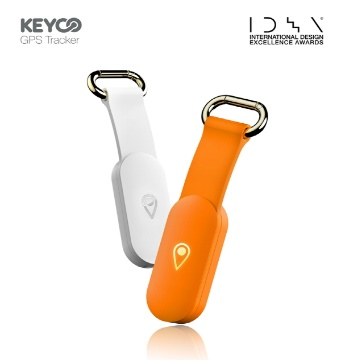 KEYCO
GPS Tracker
IDEA
INTERNATIONAL DESIGN
EXCELLENCE AWARDS